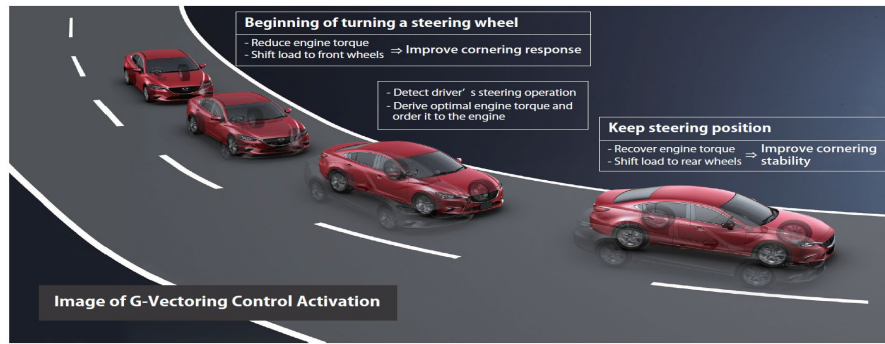 Beginning of turning a steering wheel
- Reduce engine torque
- Shift load to front wheels ⇒ Improve cornering response
- Detect driver’s steering operation
- Derive optimal engine torque and
order it to the engine
Keep steering position
- Recover engine torque
- Shift load to rear wheels ⇒ Improve cornering
stability
Image of G-Vectoring Control Activation